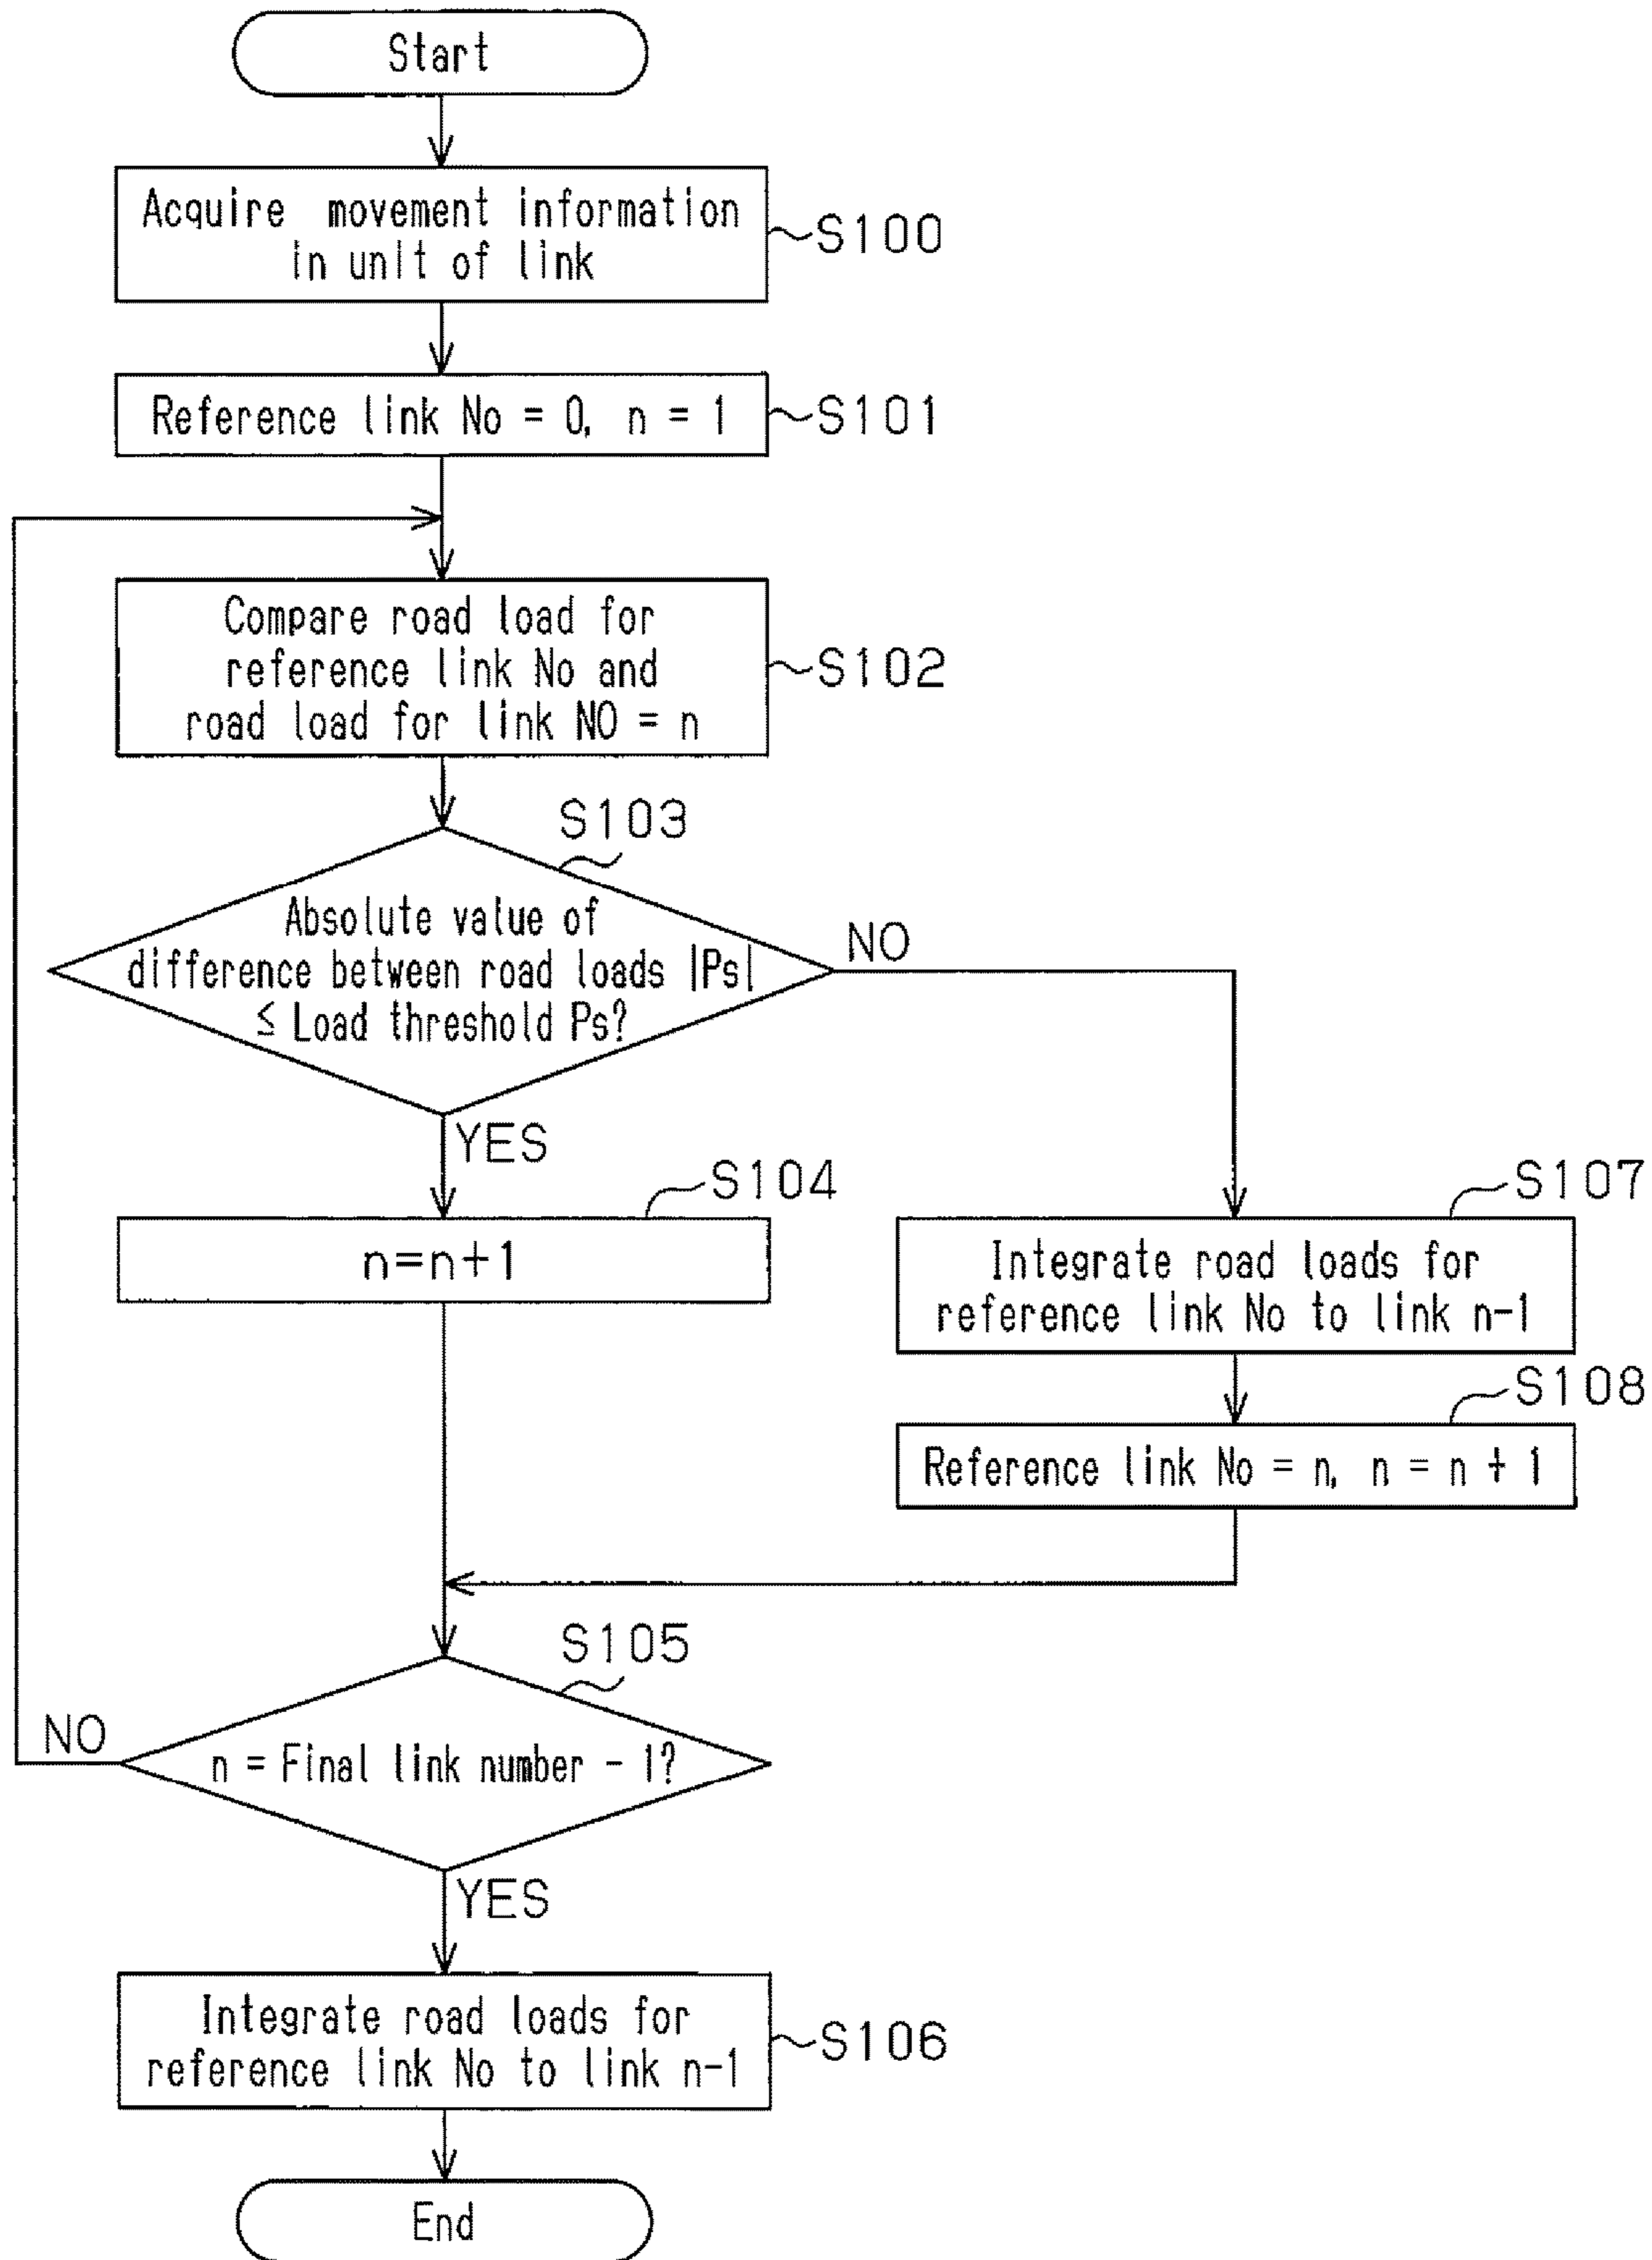 Start
Acquire movement information
in unit of link
S100
Reference link No = 0, n = 1
S101
Compare road load for
reference link No and
road load for link NO = n
S102
S103
Absolute value of
difference between road loads |Ps|
≤ Load threshold Ps?
NO
YES
S104
n=n+1
S107
Integrate road loads for
reference link No to link n-1
S108
Reference link No = n, n = n + 1
S105
n = Final link number - 1?
NO
YES
Integrate road loads for
reference link No to link n-1
S106
End